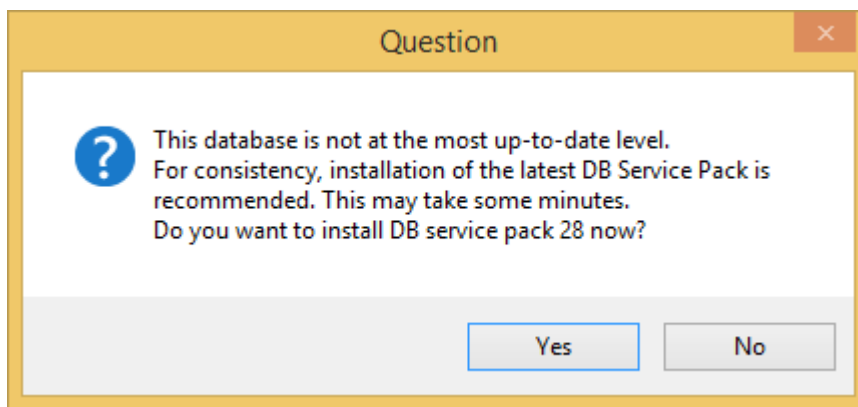 Question
This database is not at the most up-to-date level.
For consistency, installation of the latest DB Service Pack is
recommended. This may take some minutes.
Do you want to install DB service pack 28 now?
Yes
No